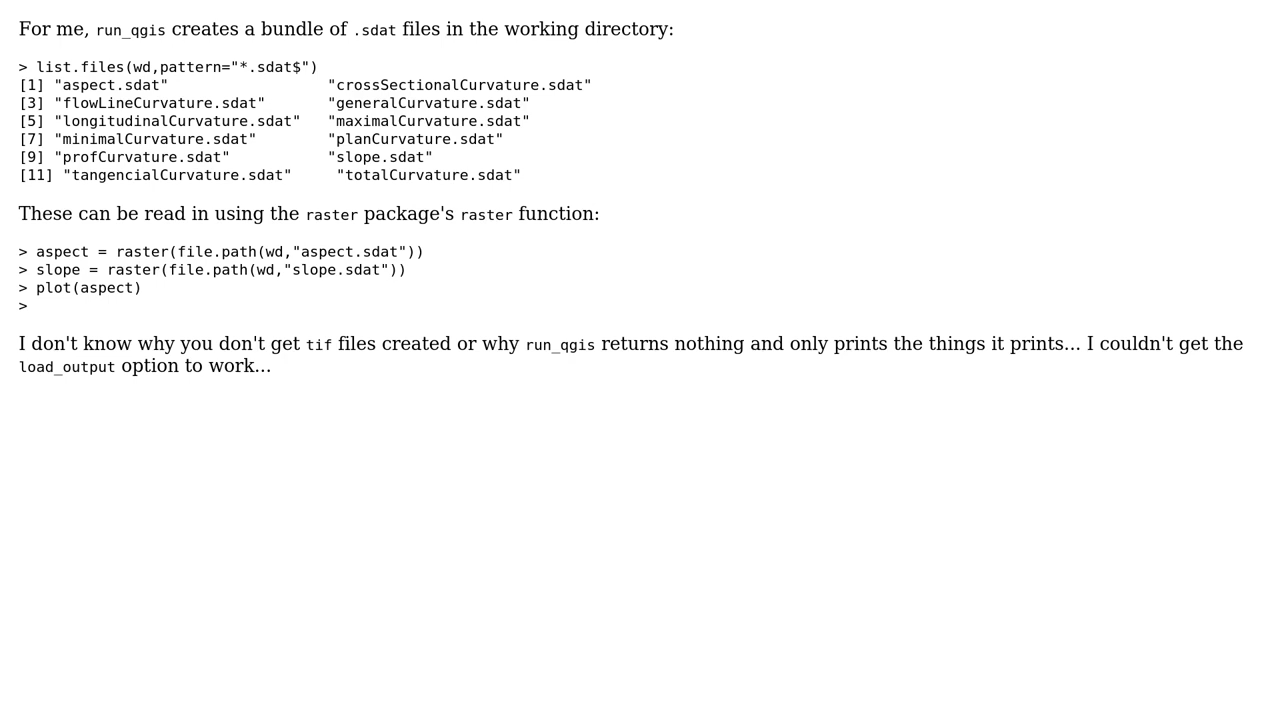 For me, run_qgis creates a bundle of .sdat files in the working directory:
> list.files(wd,pattern="*.sdat$")
[1] "aspect.sdat"                  "crossSectionalCurvature.sdat"
[3] "flowLineCurvature.sdat"       "generalCurvature.sdat"
[5] "longitudinalCurvature.sdat"   "maximalCurvature.sdat"
[7] "minimalCurvature.sdat"        "planCurvature.sdat"
[9] "profCurvature.sdat"           "slope.sdat"
[11] "tangencialCurvature.sdat"     "totalCurvature.sdat"
These can be read in using the raster package's raster function:
> aspect = raster(file.path(wd,"aspect.sdat"))
> slope = raster(file.path(wd,"slope.sdat"))
> plot(aspect)
>
I don't know why you don't get tif files created or why run_qgis returns nothing and only prints the things it prints... I couldn't get the
load_output option to work...